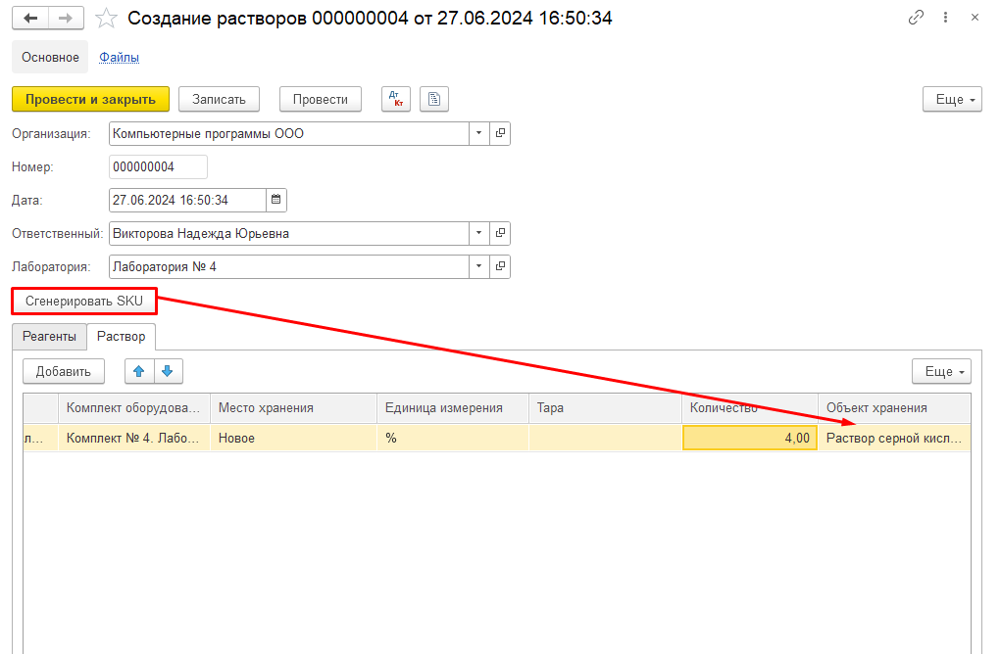 Создание растворов 000000004 от 27.06.2024 16:50:34
Основное Файлы
Провести и закрыть Записать Провести Дт Кт Еще
Организация: Компьютерные программы ООО
Номер: 000000004
Дата: 27.06.2024 16:50:34
Ответственный: Викторова Надежда Юрьевна
Лаборатория: Лаборатория № 4
Сгенерировать SKU
Реагенты Раствор
Добавить Еще
Комплект оборудова... Место хранения Единица измерения Тара Количество Объект хранения
л... Комплект № 4. Лабо... Новое % 4,00 Раствор серной кисл...